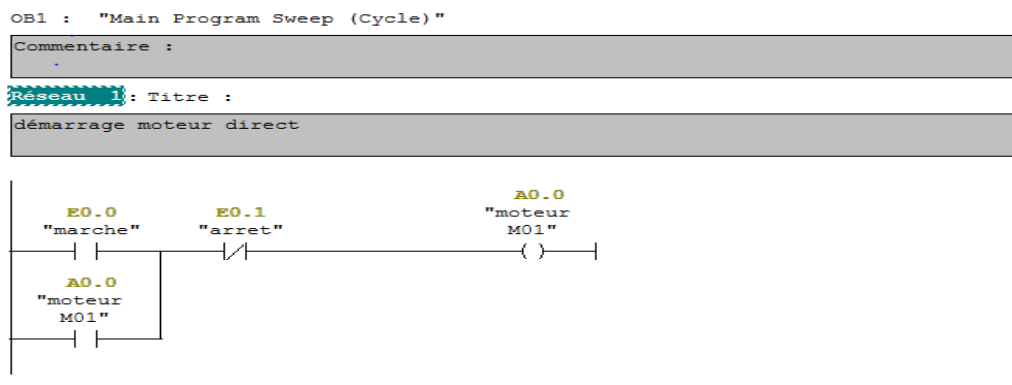 OB1 : "Main Program Sweep (Cycle)"
Commentaire :
Réseau 1: Titre :
démarrage moteur direct
A0.0
E0.0 E0.1 "moteur
"marche" "arret" M01"
A0.0
"moteur
M01"